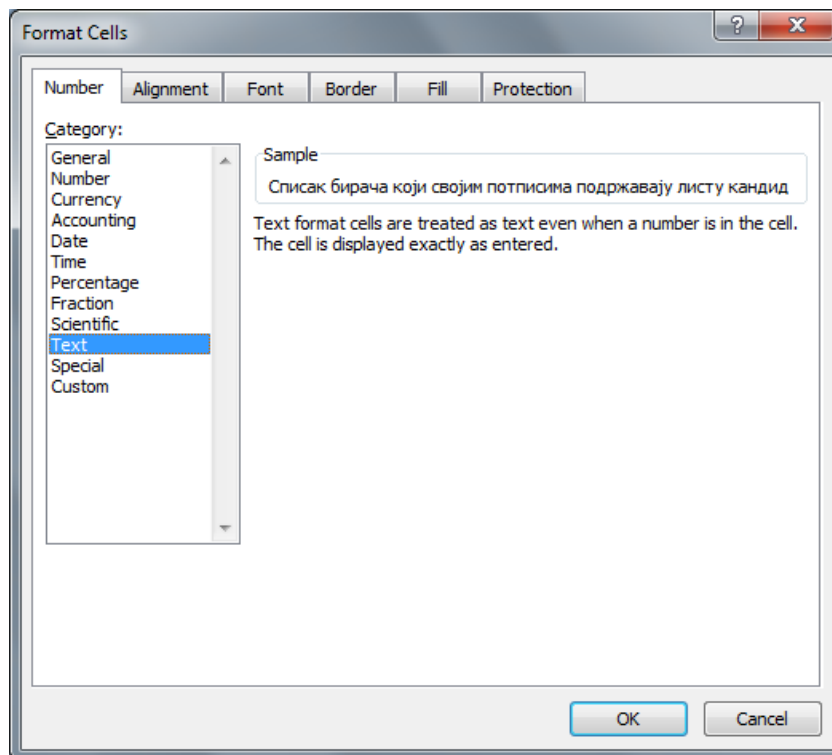 Format Cells
Number Alignment Font Border Fill Protection
Category:
General
Number
Currency
Accounting
Date
Time
Percentage
Fraction
Scientific
Text
Special
Custom
Sample
Списак бирача који својим потписима подржавају листу кандид
Text format cells are treated as text even when a number is in the cell.
The cell is displayed exactly as entered.
OK Cancel